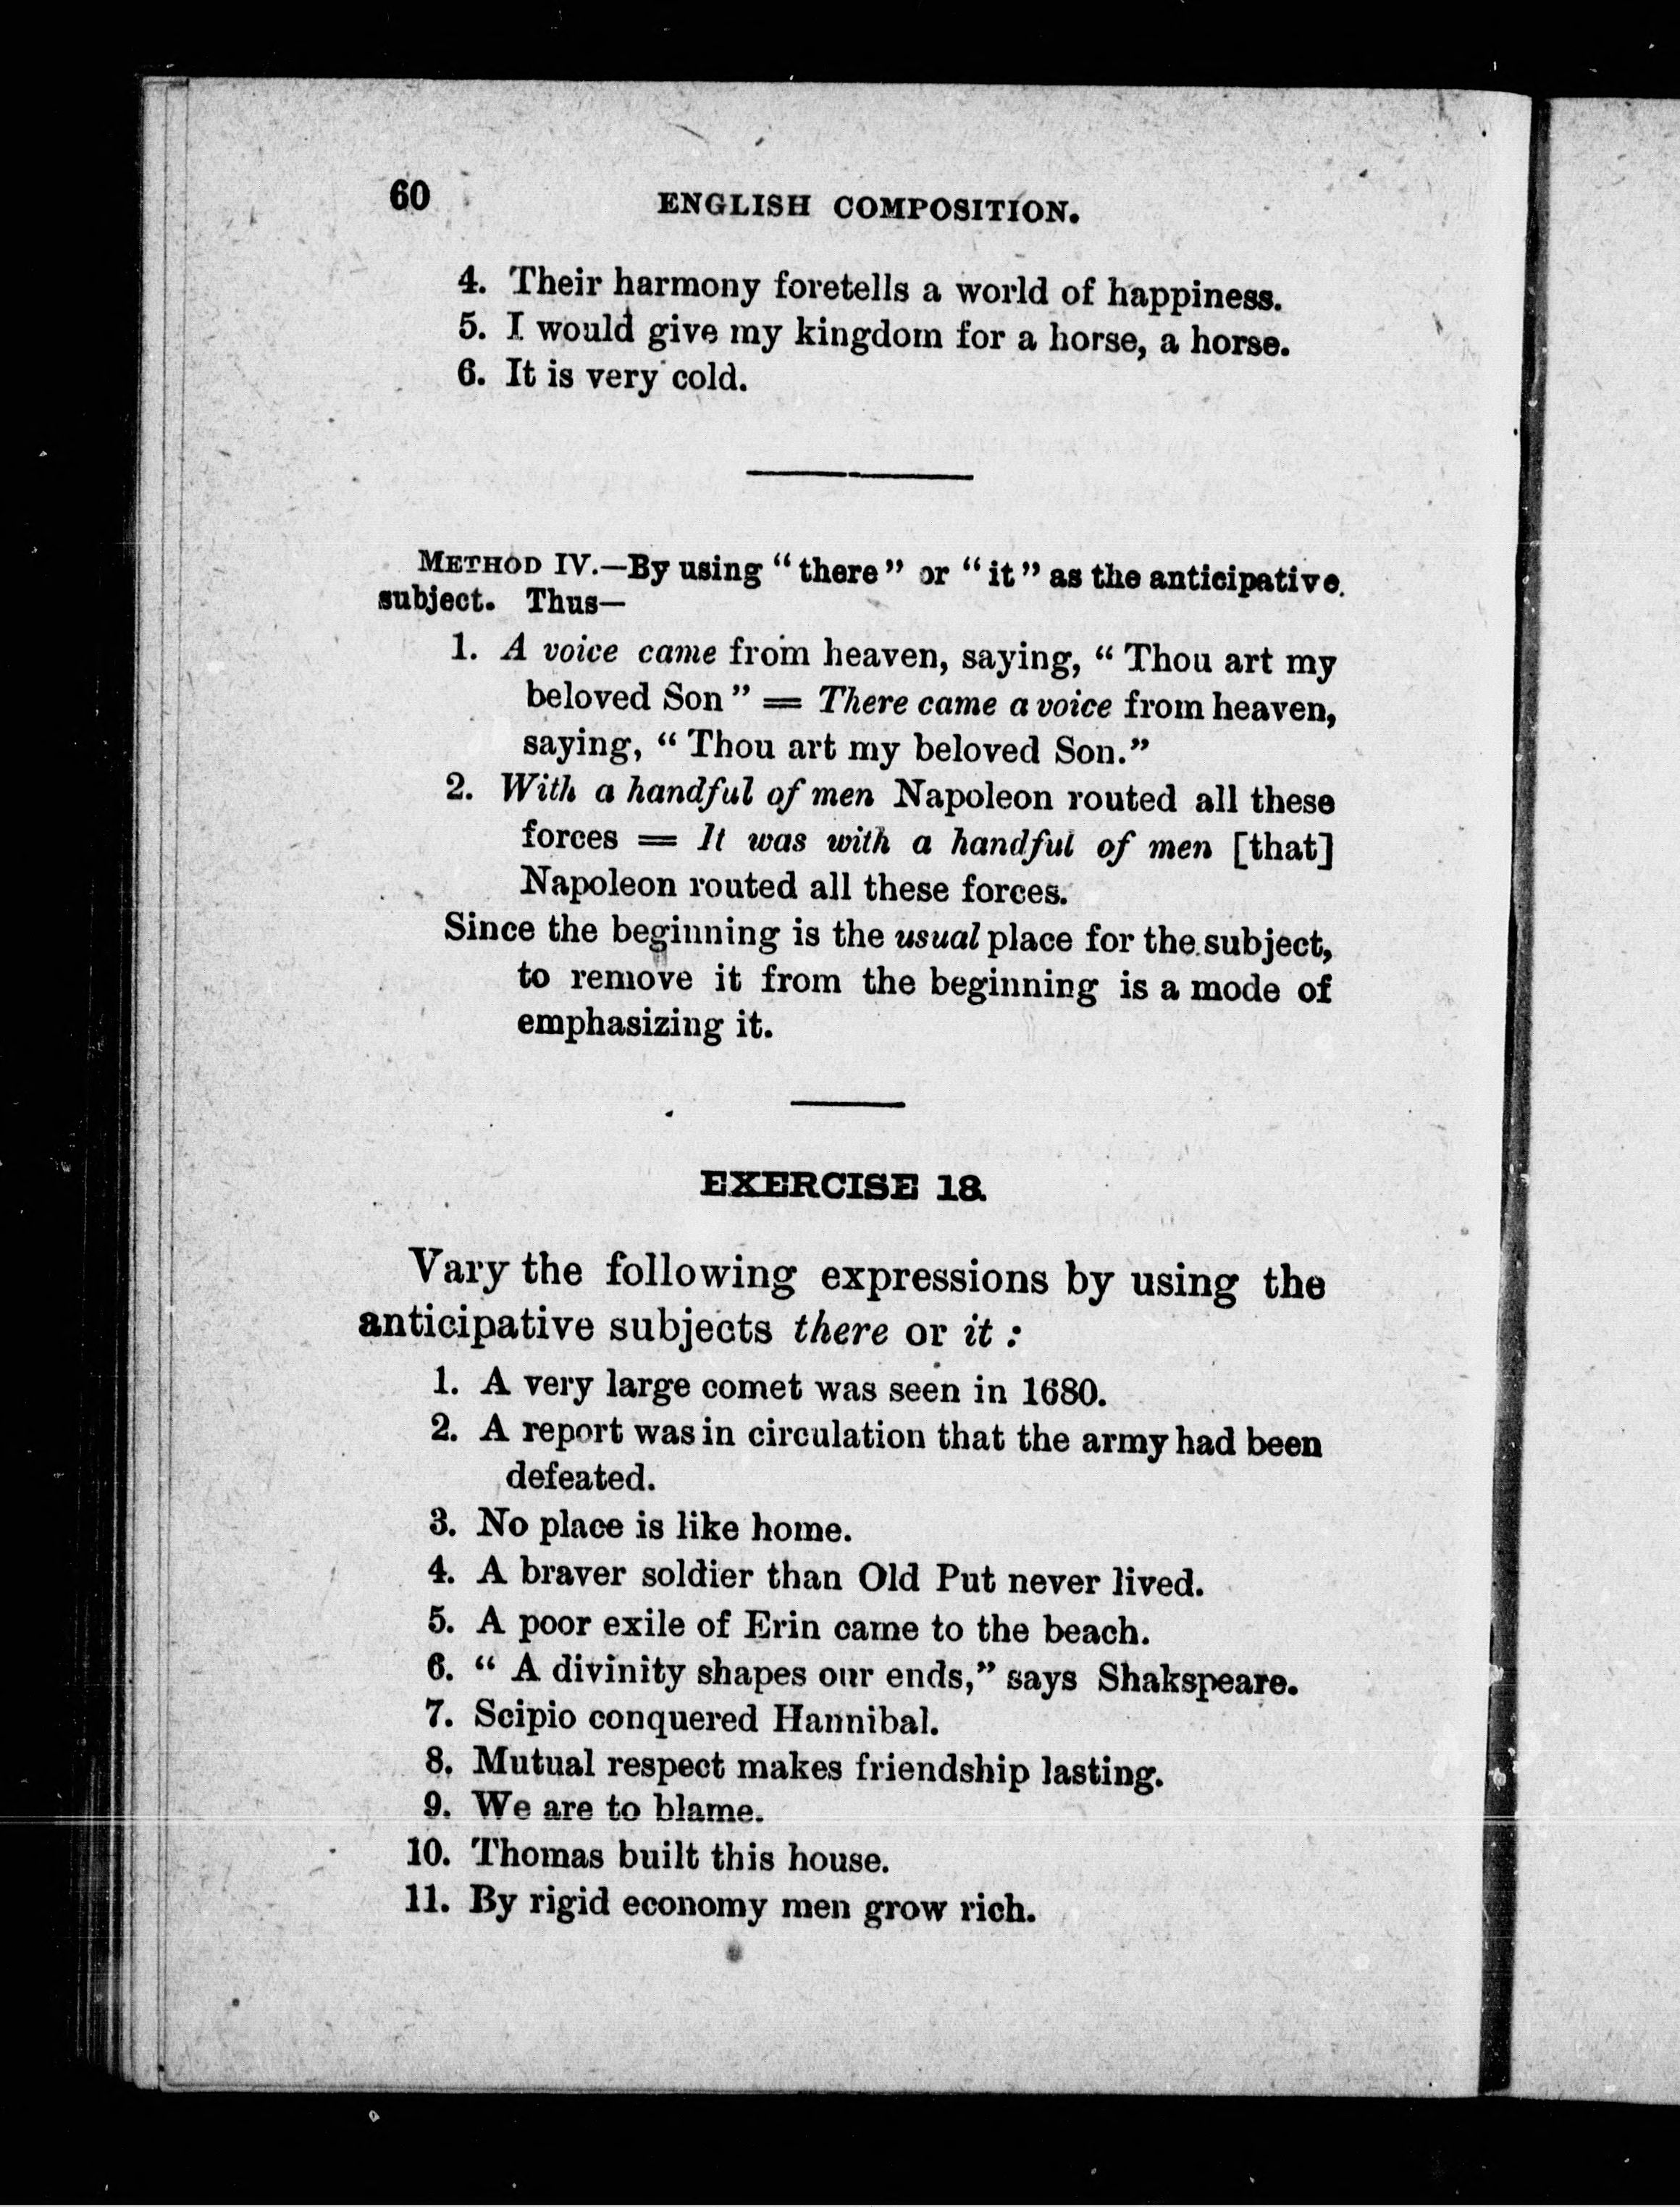 60
ENGLISH COMPOSITION.
4. Their harmony foretells a world of happiness.
5. I would give my kingdom for a horse, a horse.
6. It is very cold.
METHOD IV.—By using “there” or “it” as the anticipative
subject. Thus—
1. A voice came from heaven, saying, “Thou art my
beloved Son” = There came a voice from heaven,
saying, “Thou art my beloved Son.”
2. With a handful of men Napoleon routed all these
forces = It was with a handful of men [that]
Napoleon routed all these forces.
Since the beginning is the usual place for the subject,
to remove it from the beginning is a mode of
emphasizing it.
EXERCISE 18.
Vary the following expressions by using the
anticipative subjects there or it :
1. A very large comet was seen in 1680.
2. A report was in circulation that the army had been
defeated.
3. No place is like home.
4. A braver soldier than Old Put never lived.
5. A poor exile of Erin came to the beach.
6. “A divinity shapes our ends,” says Shakspeare.
7. Scipio conquered Hannibal.
8. Mutual respect makes friendship lasting.
9. We are to blame.
10. Thomas built this house.
11. By rigid economy men grow rich.